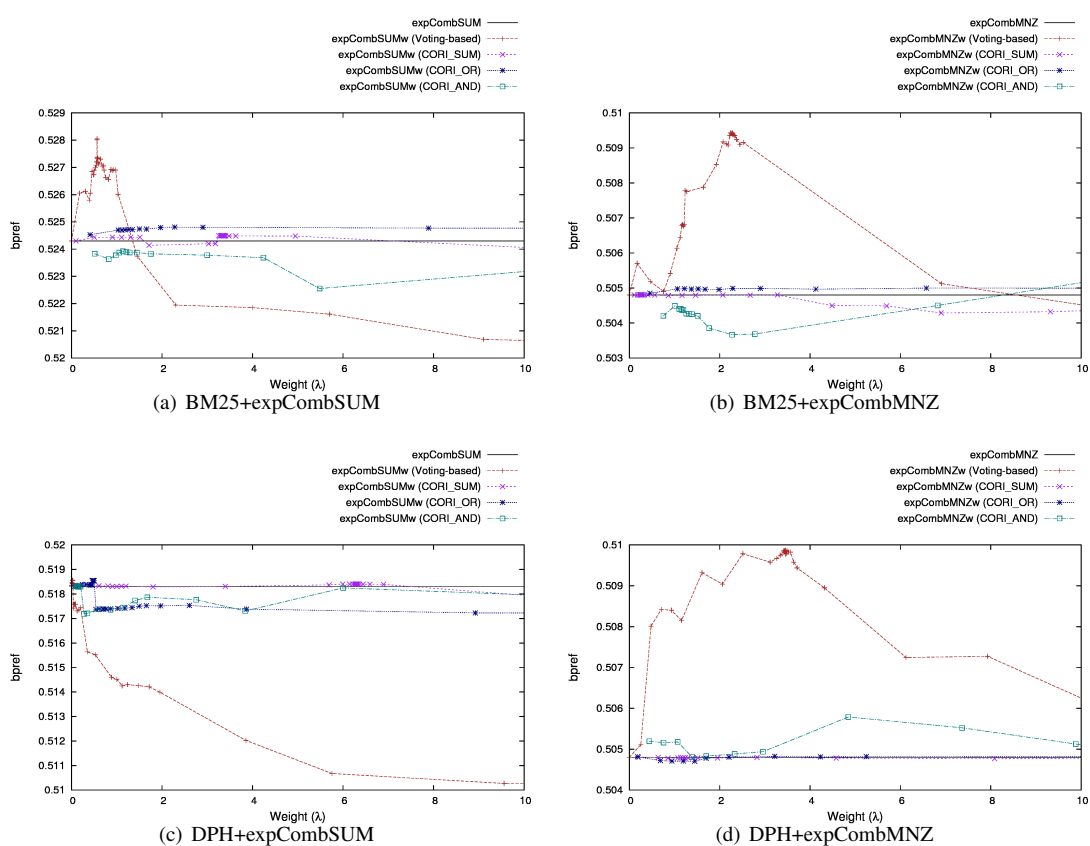 expCombSUM
expCombSUMw (Voting-based)
expCombSUMw (CORI_SUM)
expCombSUMw (CORI_OR)
expCombSUMw (CORI_AND)
0.529
0.528
0.527
0.526
0.525
0.524
0.523
0.522
0.521
0.52
bpref
0 2 4 6 8 10
Weight (λ)
(a) BM25+expCombSUM
expCombMNZ
expCombMNZw (Voting-based)
expCombMNZw (CORI_SUM)
expCombMNZw (CORI_OR)
expCombMNZw (CORI_AND)
0.51
0.509
0.508
0.507
0.506
0.505
0.504
0.503
bpref
0 2 4 6 8 10
Weight (λ)
(b) BM25+expCombMNZ
expCombSUM
expCombSUMw (Voting-based)
expCombSUMw (CORI_SUM)
expCombSUMw (CORI_OR)
expCombSUMw (CORI_AND)
0.52
0.519
0.518
0.517
0.516
0.515
0.514
0.513
0.512
0.511
0.51
bpref
0 2 4 6 8 10
Weight (λ)
(c) DPH+expCombSUM
expCombMNZ
expCombMNZw (Voting-based)
expCombMNZw (CORI_SUM)
expCombMNZw (CORI_OR)
expCombMNZw (CORI_AND)
0.51
0.509
0.508
0.507
0.506
0.505
0.504
bpref
0 2 4 6 8 10
Weight (λ)
(d) DPH+expCombMNZ